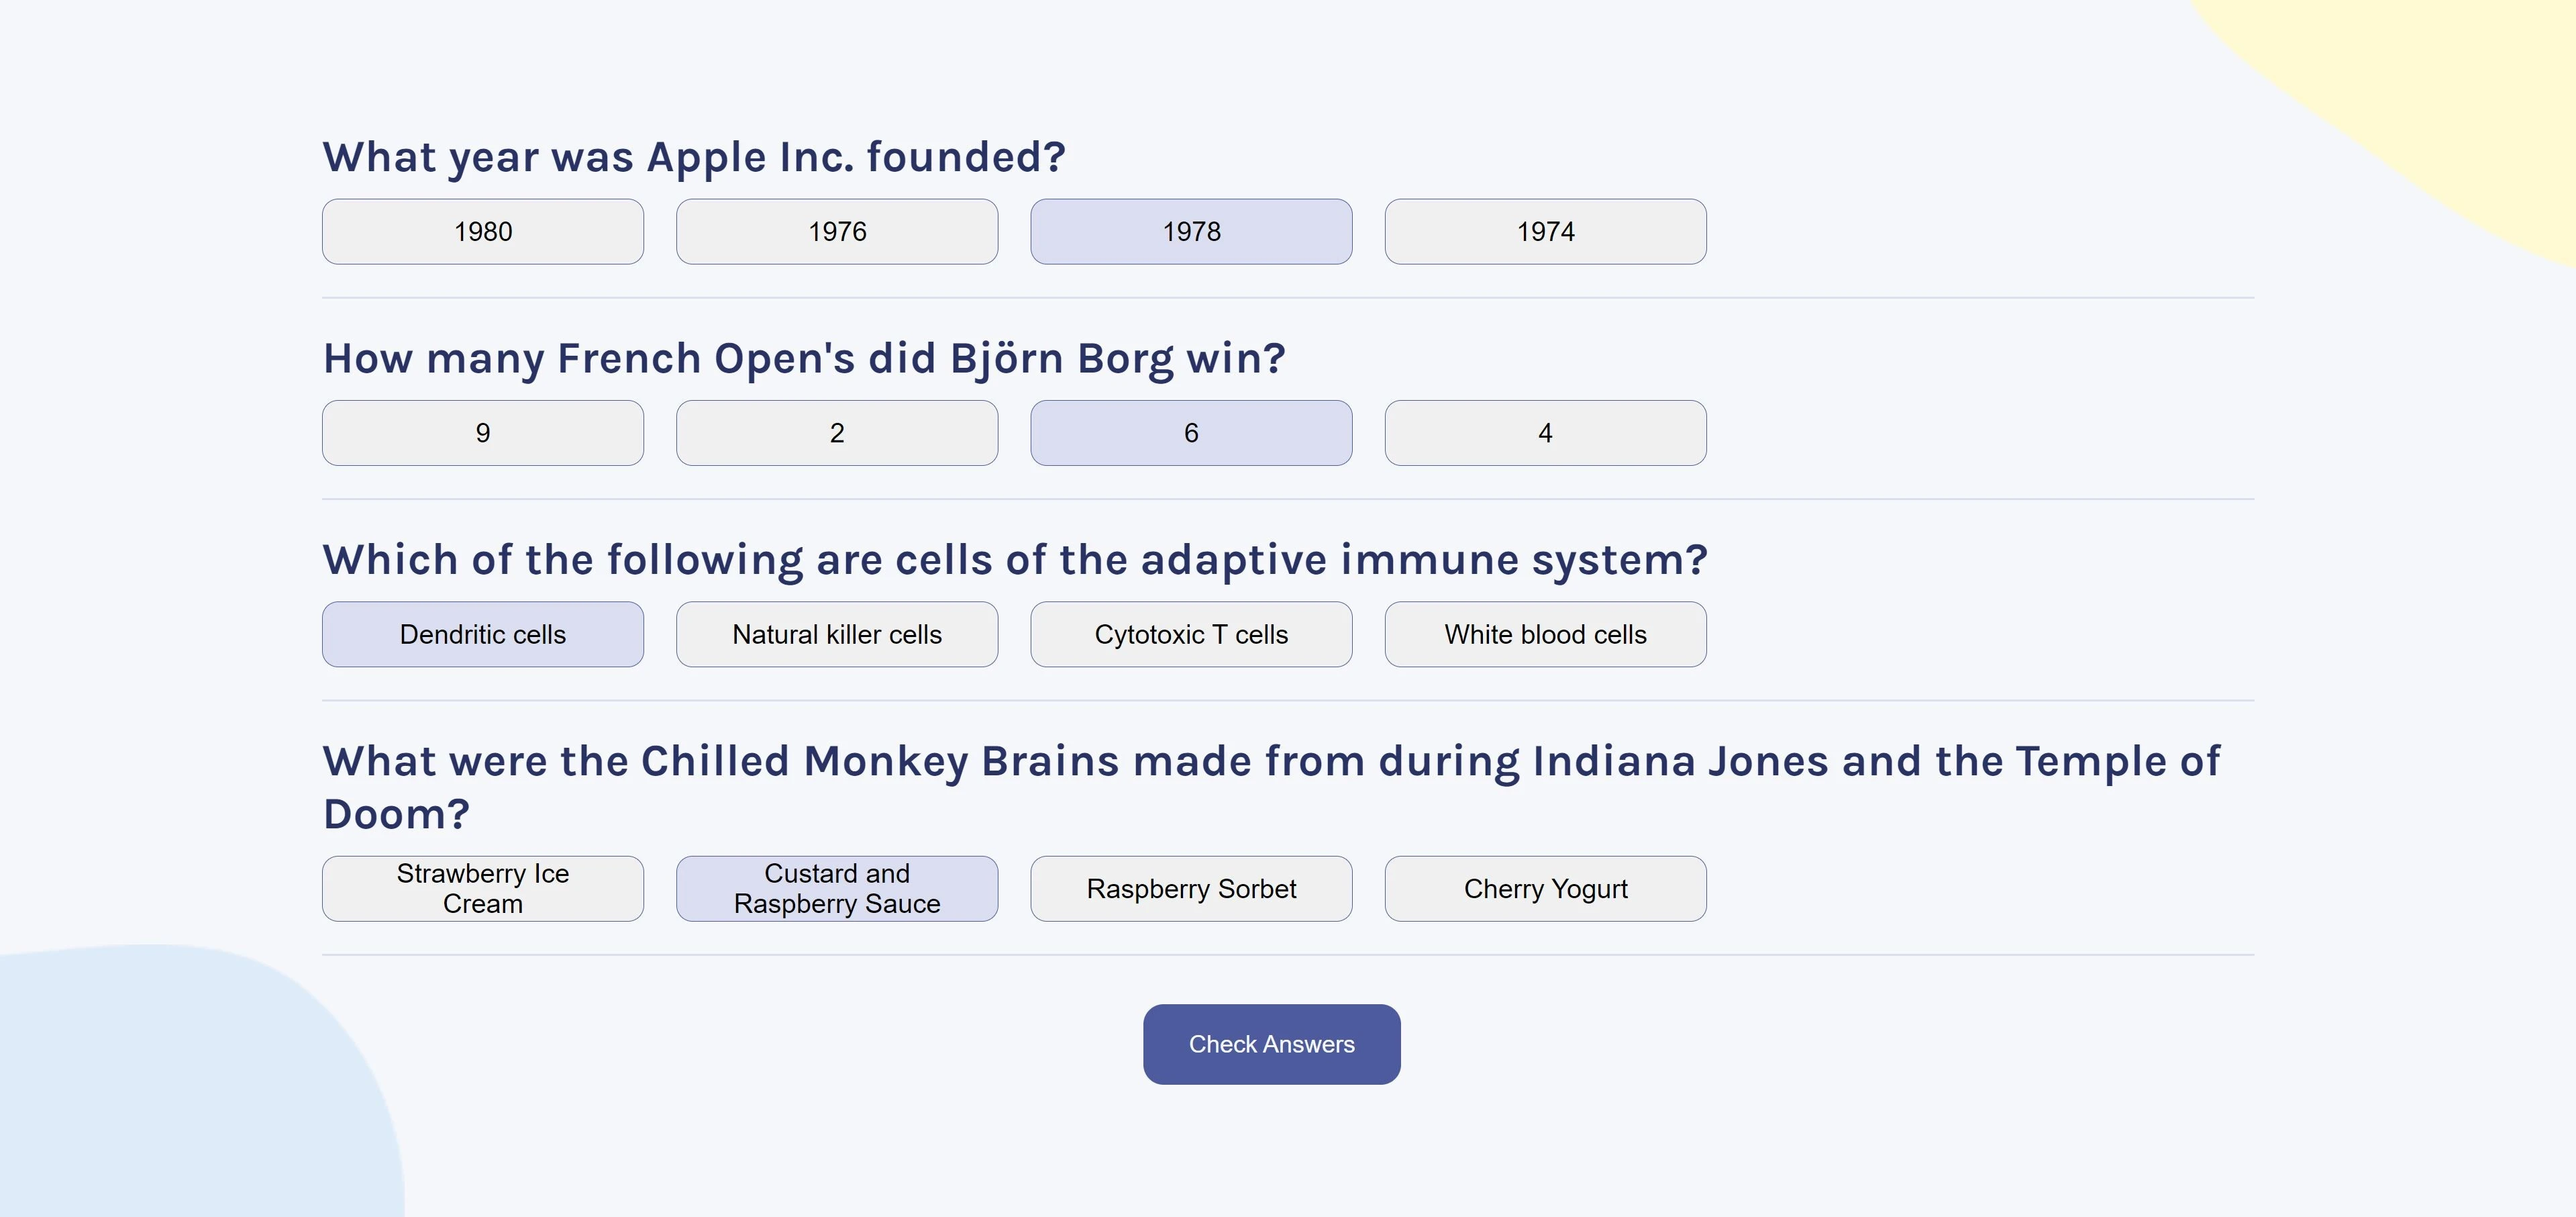 What year was Apple Inc. founded?
1980 1976 1978 1974
How many French Open's did Björn Borg win?
9 2 6 4
Which of the following are cells of the adaptive immune system?
Dendritic cells Natural killer cells Cytotoxic T cells White blood cells
What were the Chilled Monkey Brains made from during Indiana Jones and the Temple of
Doom?
Strawberry Ice
Cream
Custard and
Raspberry Sauce
Raspberry Sorbet
Cherry Yogurt
Check Answers